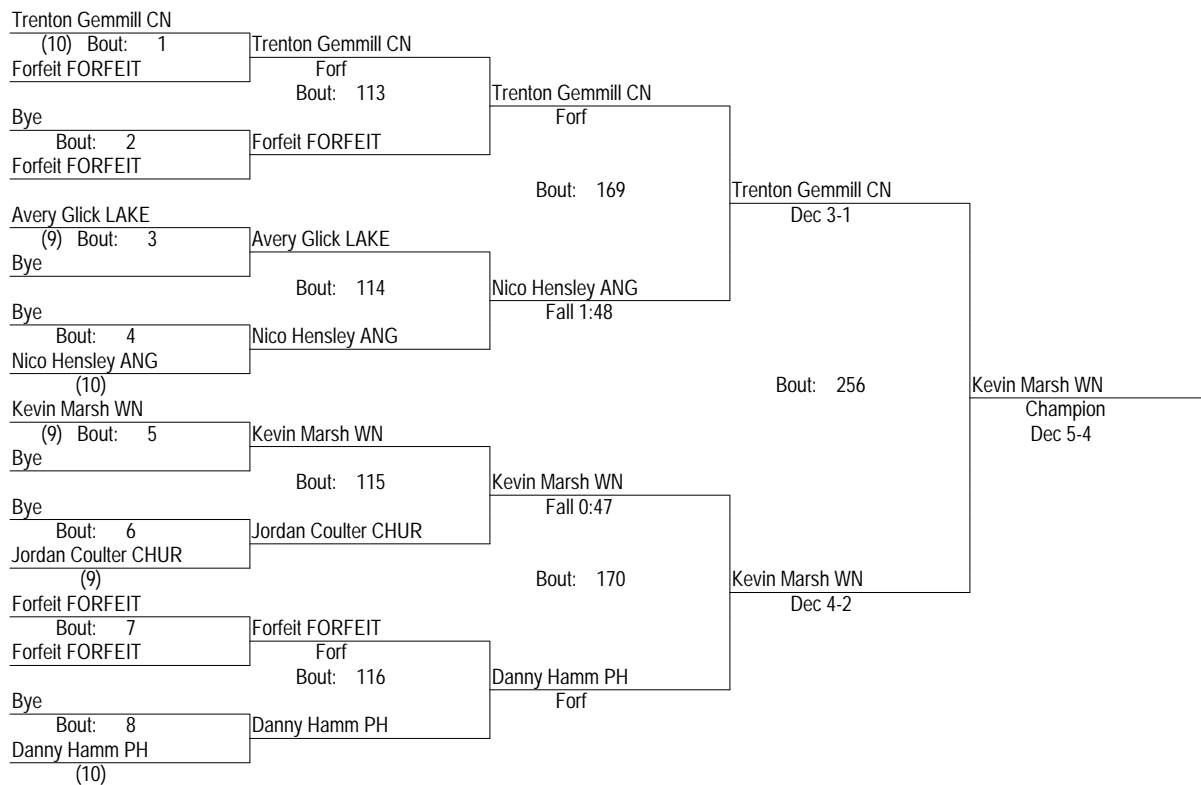 Trenton Gemmill CN
(10) Bout: 1
Forfeit FORFEIT
Bye
Bout: 2
Forfeit FORFEIT
Avery Glick LAKE
(9) Bout: 3
Bye
Bye
Bout: 4
Nico Hensley ANG
(10)
Kevin Marsh WN
(9) Bout: 5
Bye
Bye
Bout: 6
Jordan Coulter CHUR
(9)
Forfeit FORFEIT
Bout: 7
Forfeit FORFEIT
Bye
Bout: 8
Danny Hamm PH
(10)
Trenton Gemmill CN
Forf
Bout: 113
Forfeit FORFEIT
Avery Glick LAKE
Bout: 114
Nico Hensley ANG
Kevin Marsh WN
Bout: 115
Jordan Coulter CHUR
Forfeit FORFEIT
Forf
Bout: 116
Danny Hamm PH
Trenton Gemmill CN
Forf
Bout: 169
Nico Hensley ANG
Fall 1:48
Kevin Marsh WN
Fall 0:47
Bout: 170
Danny Hamm PH
Forf
Trenton Gemmill CN
Dec 3-1
Bout: 256
Kevin Marsh WN
Dec 4-2
Kevin Marsh WN
Champion
Dec 5-4